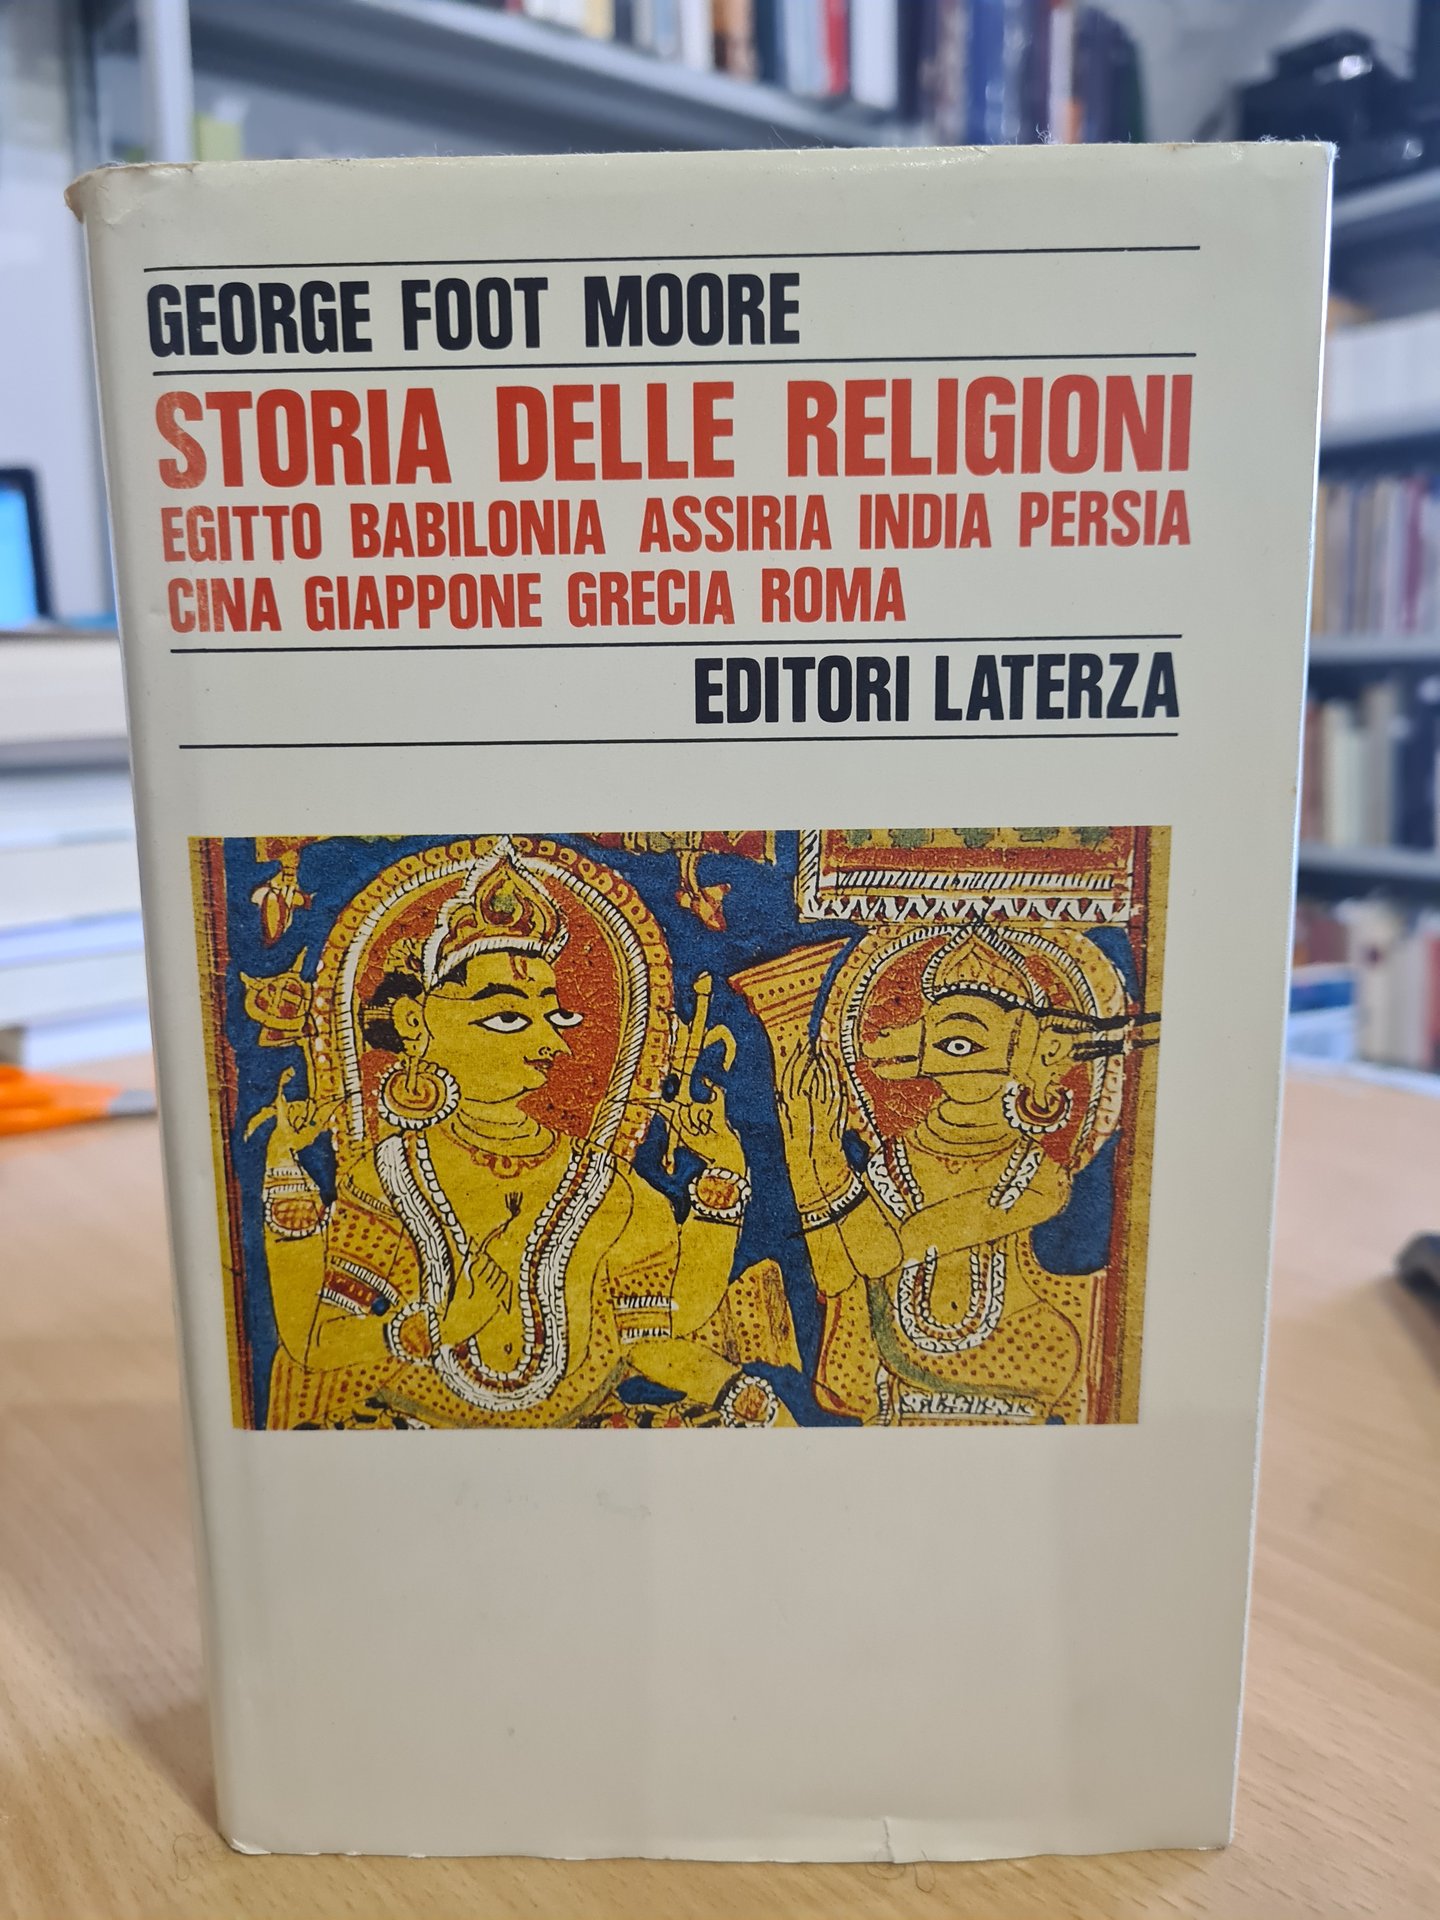 GEORGE FOOT MOORE
STORIA DELLE RELIGIONI
EGITTO BABILONIA ASSIRIA INDIA PERSIA
CINA GIAPPONE GRECIA ROMA
EDITORI LATERZA